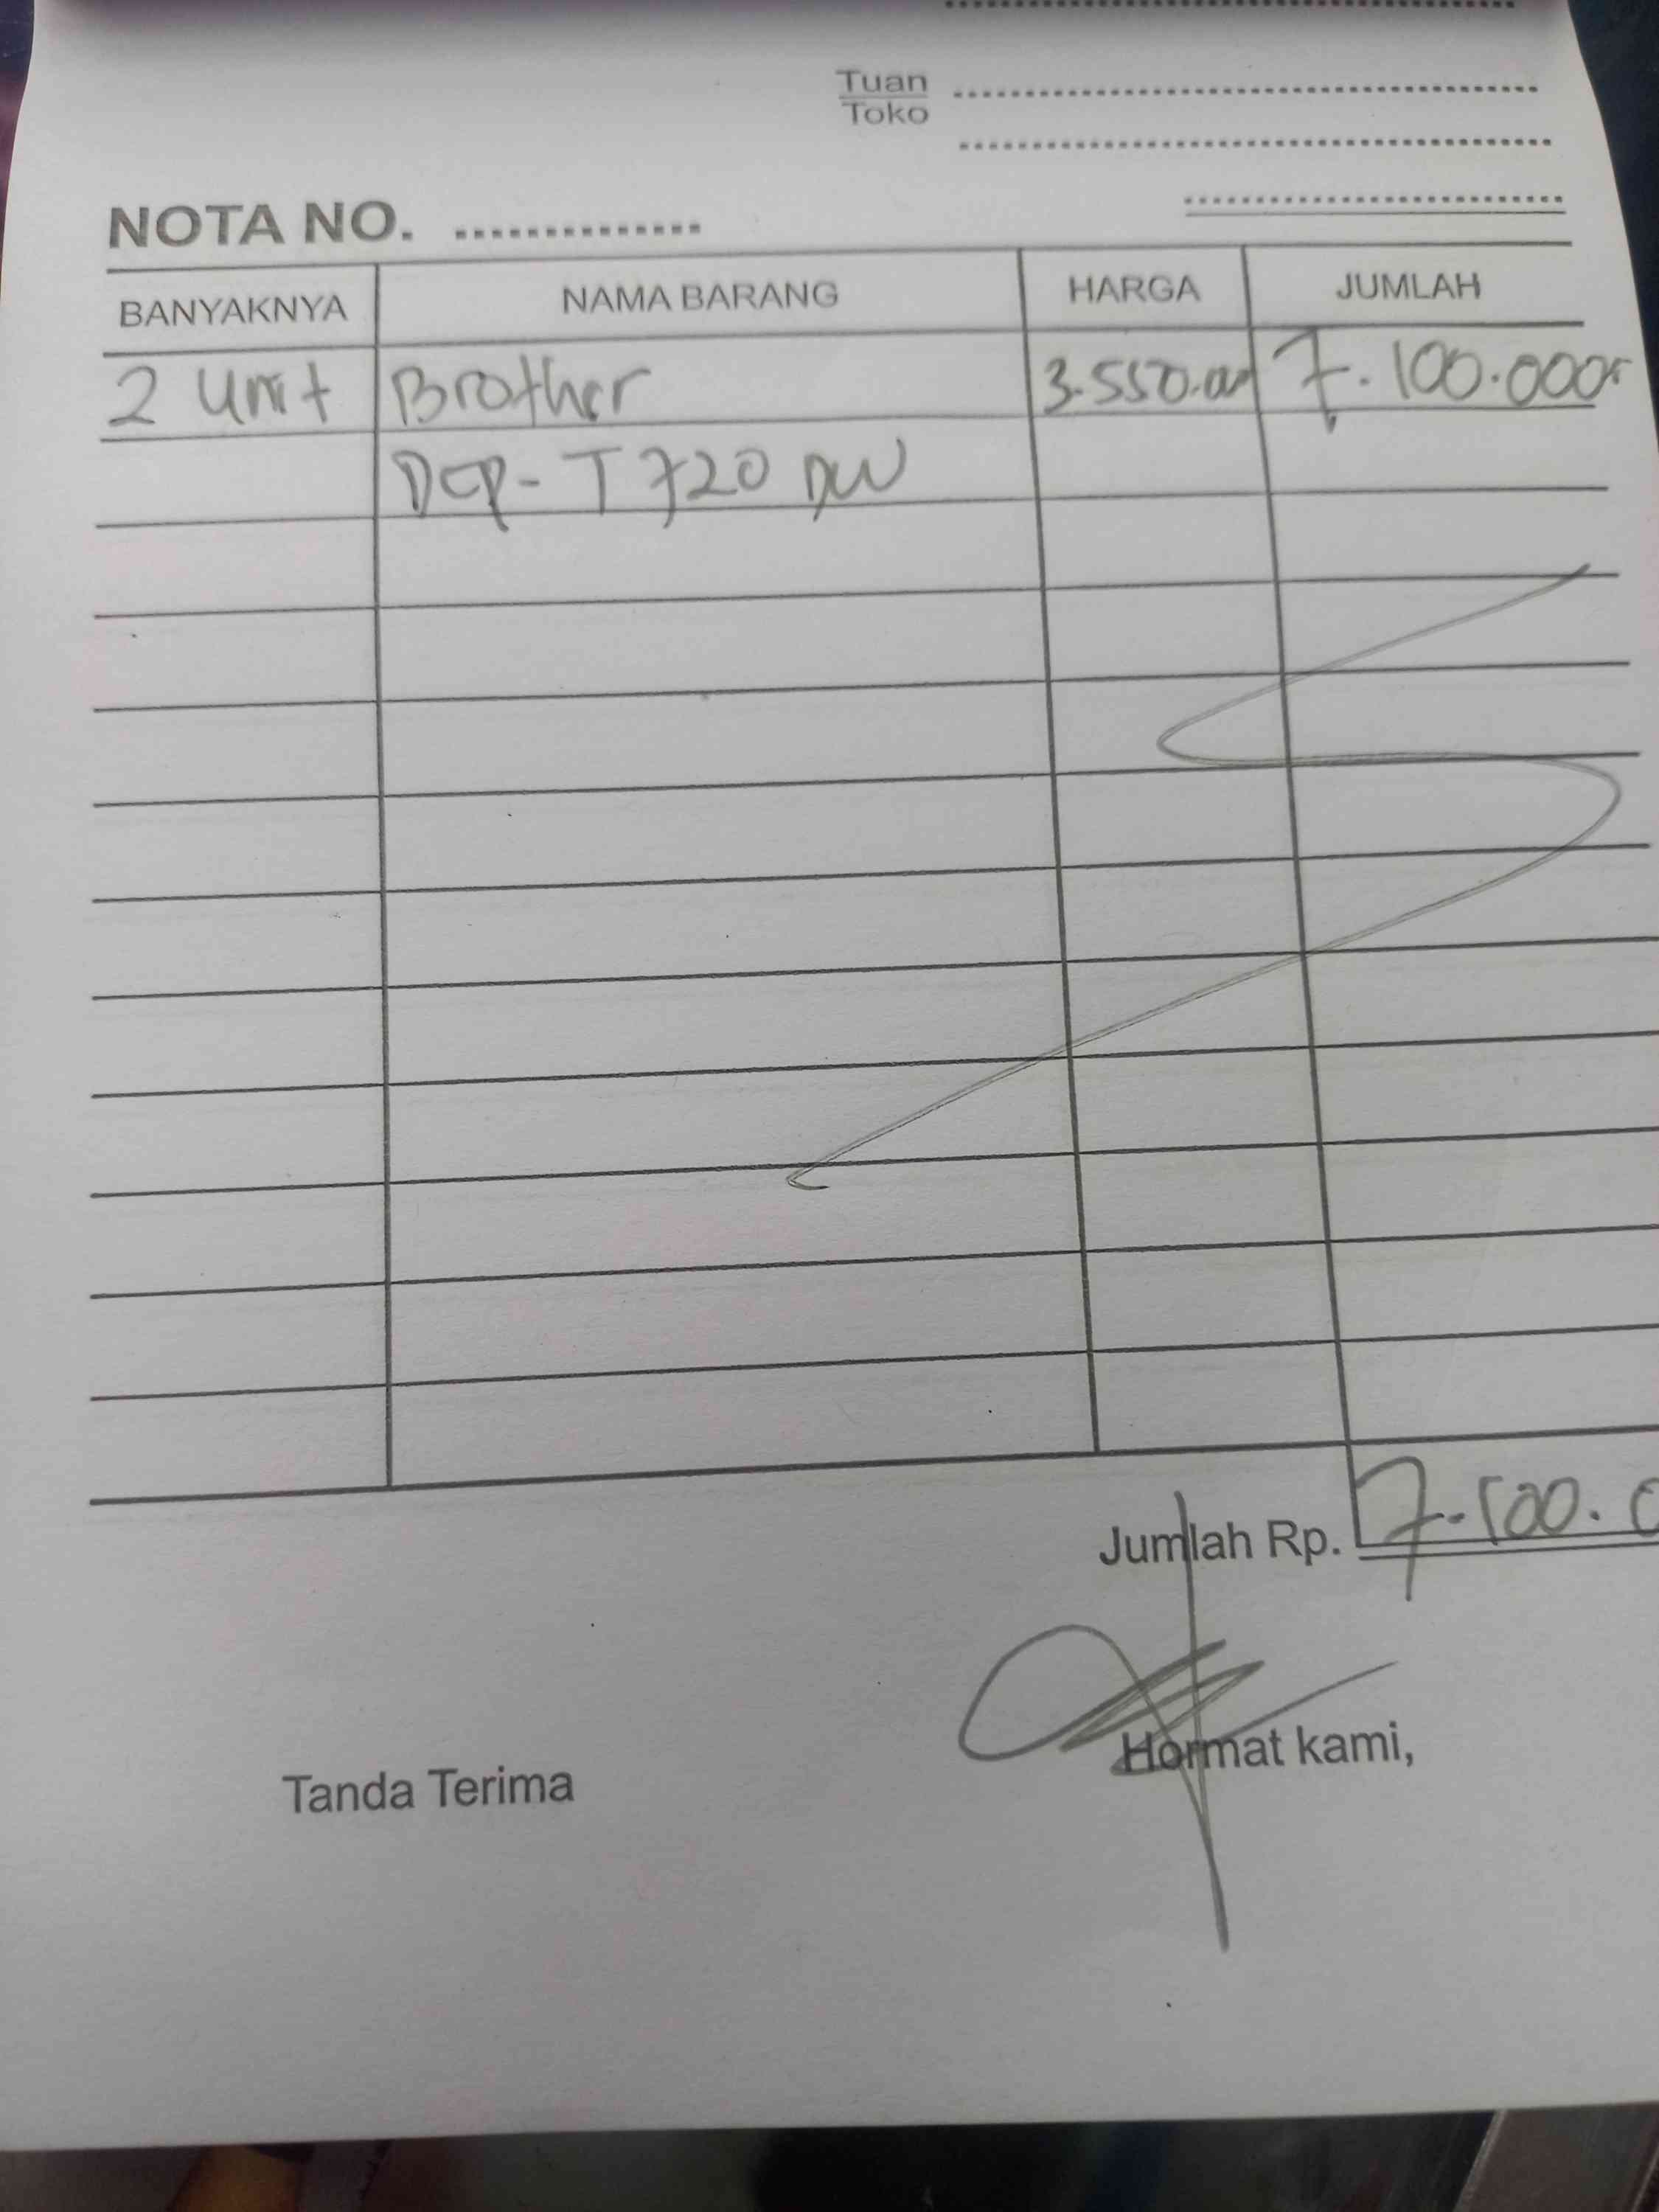 Tuan
Toko
NOTA NO.
BANYAKNYA NAMA BARANG HARGA JUMLAH
2 Unit Brother 3.550.000 7.100.000
DCP-T720 DW
Jumlah Rp. 7.100.0
Tanda Terima Hormat kami,